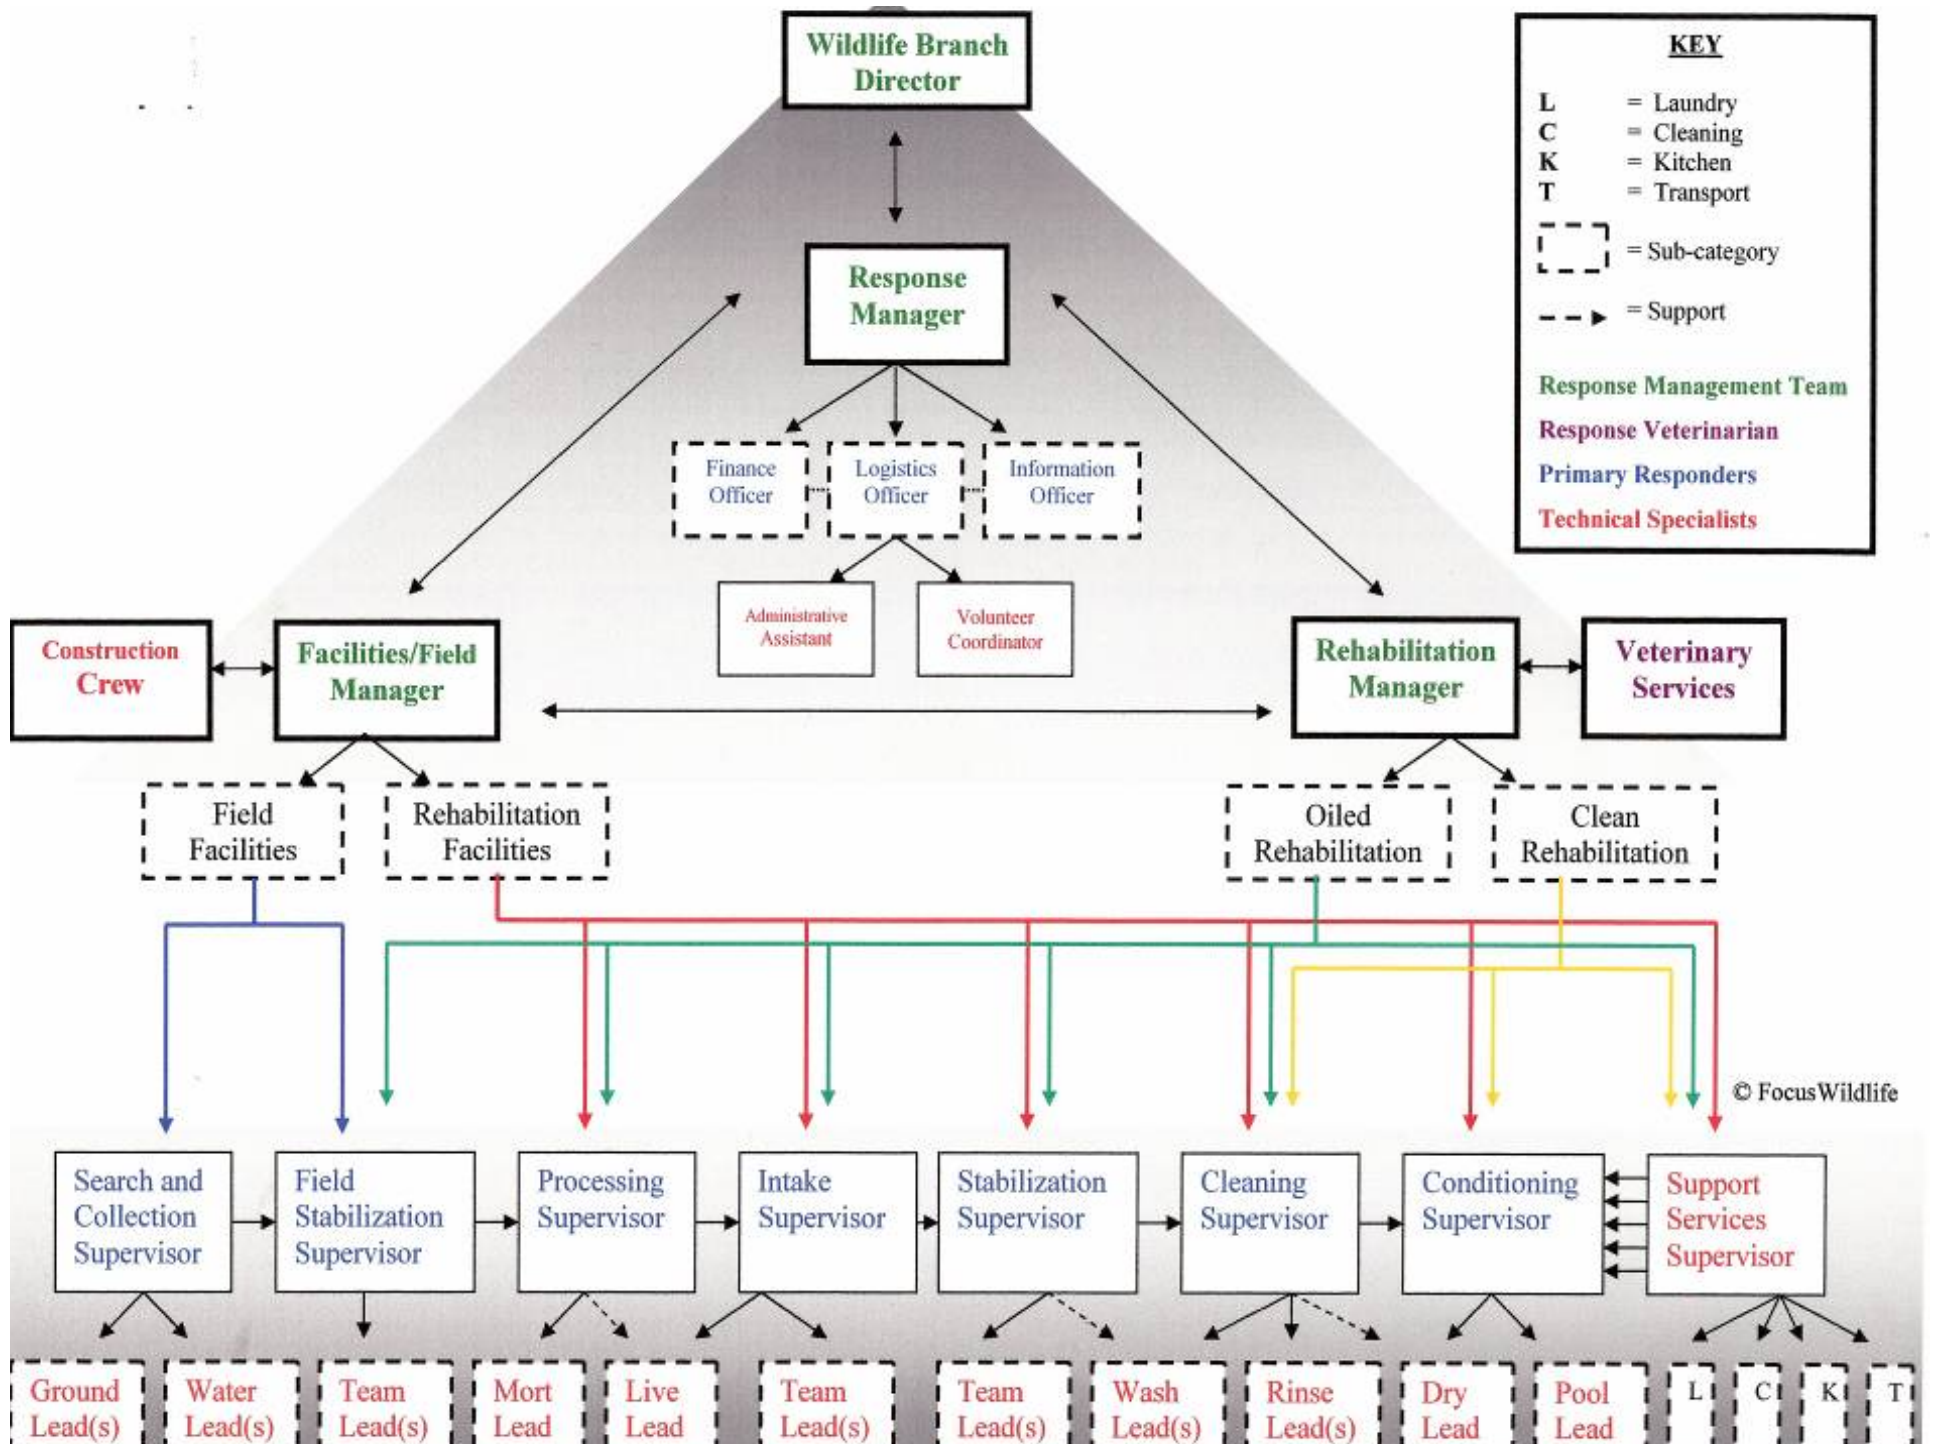 Wildlife Branch
Director
KEY
L = Laundry
C = Cleaning
K = Kitchen
T = Transport
= Sub-category
= Support
Response Management Team
Response Veterinarian
Primary Responders
Technical Specialists
Response
Manager
Finance
Officer
Logistics
Officer
Information
Officer
Administrative
Assistant
Volunteer
Coordinator
Construction
Crew
Facilities/Field
Manager
Rehabilitation
Manager
Veterinary
Services
Field
Facilities
Rehabilitation
Facilities
Oiled
Rehabilitation
Clean
Rehabilitation
© FocusWildlife
Search and
Collection
Supervisor
Field
Stabilization
Supervisor
Processing
Supervisor
Intake
Supervisor
Stabilization
Supervisor
Cleaning
Supervisor
Conditioning
Supervisor
Support
Services
Supervisor
Ground
Lead(s)
Water
Lead(s)
Team
Lead(s)
Mort
Lead
Live
Lead
Team
Lead(s)
Team
Lead(s)
Wash
Lead(s)
Rinse
Lead(s)
Dry
Lead
Pool
Lead
L
C
K
T